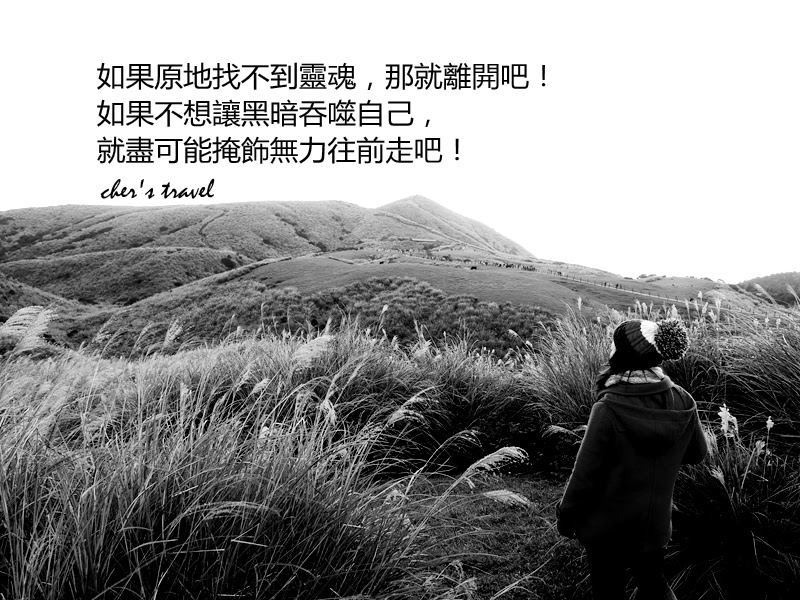 如果原地找不到靈魂，那就離開吧！
如果不想讓黑暗吞噬自己，
就盡可能掩飾無力往前走吧！
cher's travel